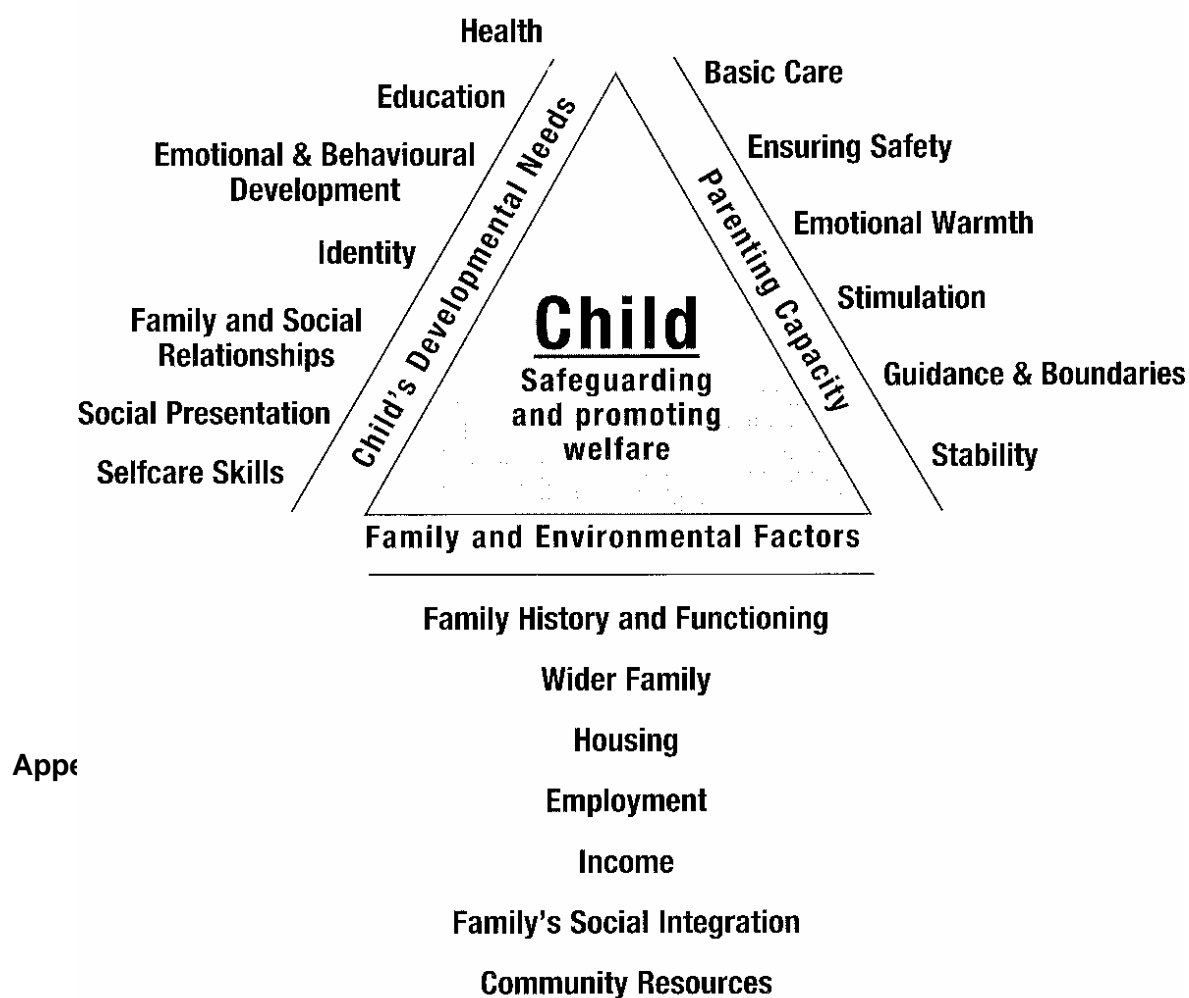 Health
Education
Emotional & Behavioural
Development
Identity
Family and Social
Relationships
Social Presentation
Selfcare Skills
Child's Developmental Needs
Basic Care
Ensuring Safety
Emotional Warmth
Stimulation
Guidance & Boundaries
Stability
Parenting Capacity
Child
Safeguarding
and promoting
welfare
Family and Environmental Factors
Family History and Functioning
Wider Family
Housing
Employment
Income
Family's Social Integration
Community Resources
Appe